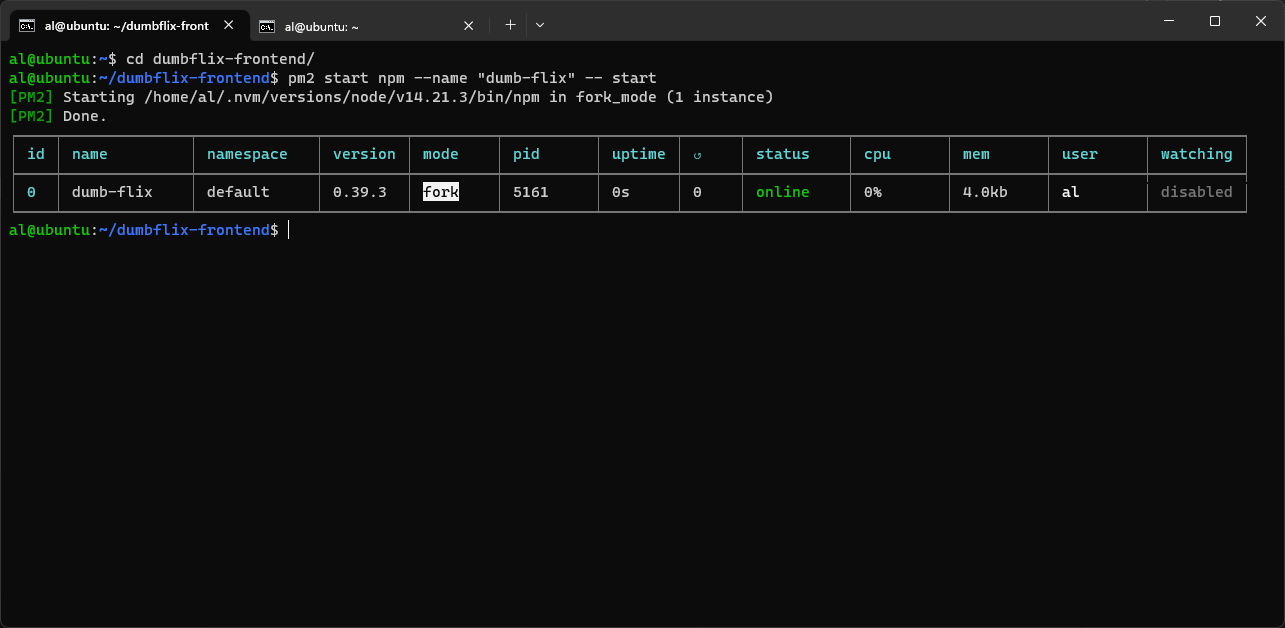 al@ubuntu: ~/dumbflix-front
al@ubuntu: ~
al@ubuntu:~$ cd dumbflix-frontend/
al@ubuntu:~/dumbflix-frontend$ pm2 start npm --name "dumb-flix" -- start
[PM2] Starting /home/al/.nvm/versions/node/v14.21.3/bin/npm in fork_mode (1 instance)
[PM2] Done.
id name namespace version mode pid uptime ↺ status cpu mem user watching
0 dumb-flix default 0.39.3 fork 5161 0s 0 online 0% 4.0kb al disabled
al@ubuntu:~/dumbflix-frontend$